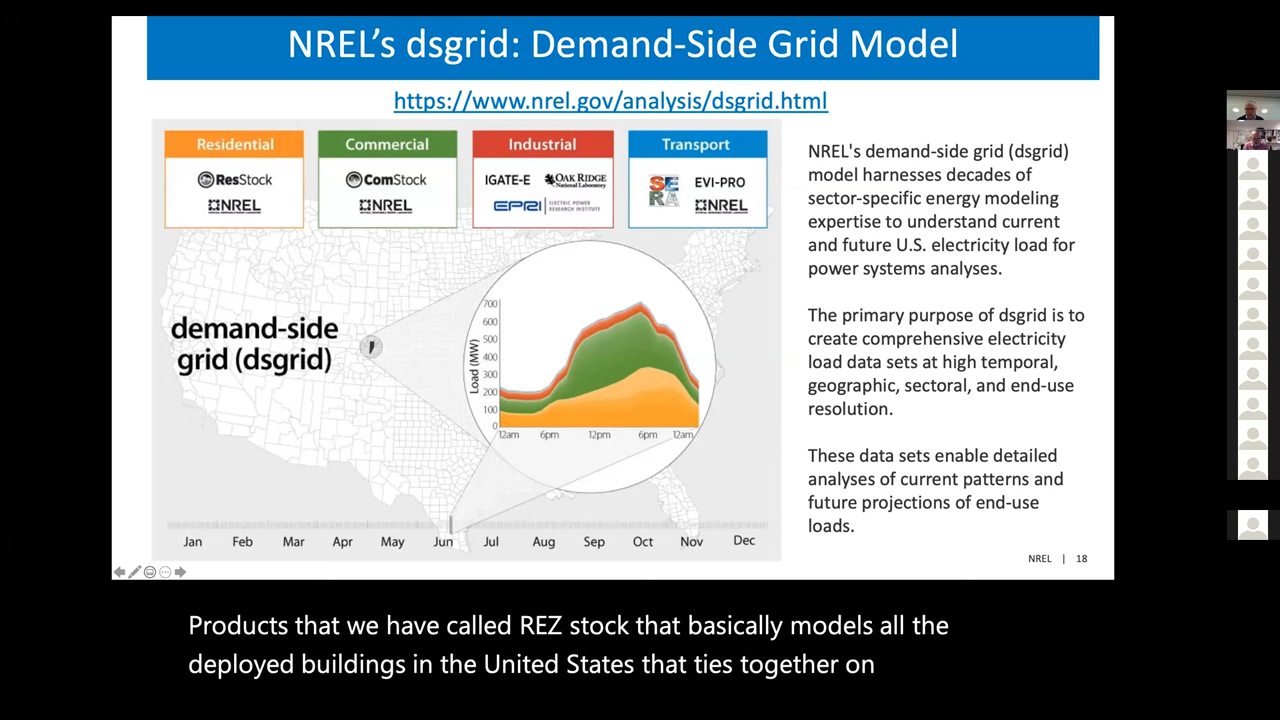 NREL's dsgrid: Demand-Side Grid Model
https://www.nrel.gov/analysis/dsgrid.html
Residential
ResStock
NREL
Commercial
ComStock
NREL
Industrial
IGATE-E
OAK RIDGE
National Laboratory
EPRI
ELECTRIC POWER
RESEARCH INSTITUTE
Transport
SERA
EVI-PRO
NREL
demand-side
grid (dsgrid)
Load (MW)
700
600
500
400
300
200
100
0
12am 6pm 12pm 6pm 12am
Jan Feb Mar Apr May Jun Jul Aug Sep Oct Nov Dec
NREL's demand-side grid (dsgrid)
model harnesses decades of
sector-specific energy modeling
expertise to understand current
and future U.S. electricity load for
power systems analyses.
The primary purpose of dsgrid is to
create comprehensive electricity
load data sets at high temporal,
geographic, sectoral, and end-use
resolution.
These data sets enable detailed
analyses of current patterns and
future projections of end-use
loads.
NREL | 18
Products that we have called REZ stock that basically models all the
deployed buildings in the United States that ties together on